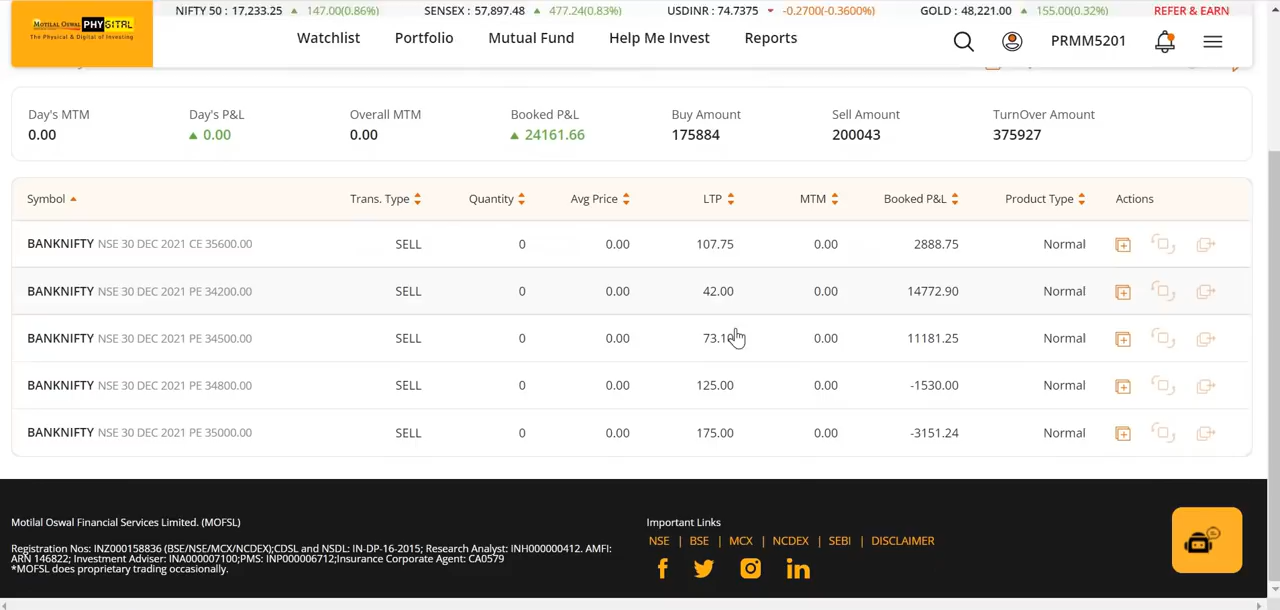 NIFTY 50 : 17,233.25 147.00(0.86%) SENSEX : 57,897.48 477.24(0.83%) USDINR : 74.7375 -0.2700(-0.3600%) GOLD : 48,221.00 155.00(0.32%) REFER & EARN
MOTILAL OSWAL PHYGITAL
The Physical & Digital of Investing
Watchlist Portfolio Mutual Fund Help Me Invest Reports PRMM5201
Day's MTM Day's P&L Overall MTM Booked P&L Buy Amount Sell Amount TurnOver Amount
0.00 0.00 0.00 24161.66 175884 200043 375927
Symbol Trans. Type Quantity Avg Price LTP MTM Booked P&L Product Type Actions
BANKNIFTY NSE 30 DEC 2021 CE 35600.00 SELL 0 0.00 107.75 0.00 2888.75 Normal
BANKNIFTY NSE 30 DEC 2021 PE 34200.00 SELL 0 0.00 42.00 0.00 14772.90 Normal
BANKNIFTY NSE 30 DEC 2021 PE 34500.00 SELL 0 0.00 0.00 11181.25 Normal
BANKNIFTY NSE 30 DEC 2021 PE 34800.00 SELL 0 0.00 125.00 0.00 -1530.00 Normal
BANKNIFTY NSE 30 DEC 2021 PE 35000.00 SELL 0 0.00 175.00 0.00 -3151.24 Normal
Motilal Oswal Financial Services Limited. (MOFSL)
Registration Nos: INZ000158836 (BSE/NSE/MCX/NCDEX);CDSL and NSDL: IN-DP-16-2015; Research Analyst: INH000000412. AMFI:
ARN 146822; Investment Adviser: INA000007100;PMS: INP000006712;Insurance Corporate Agent: CA0579
*MOFSL does proprietary trading occasionally.
Important Links
NSE | BSE | MCX | NCDEX | SEBI | DISCLAIMER